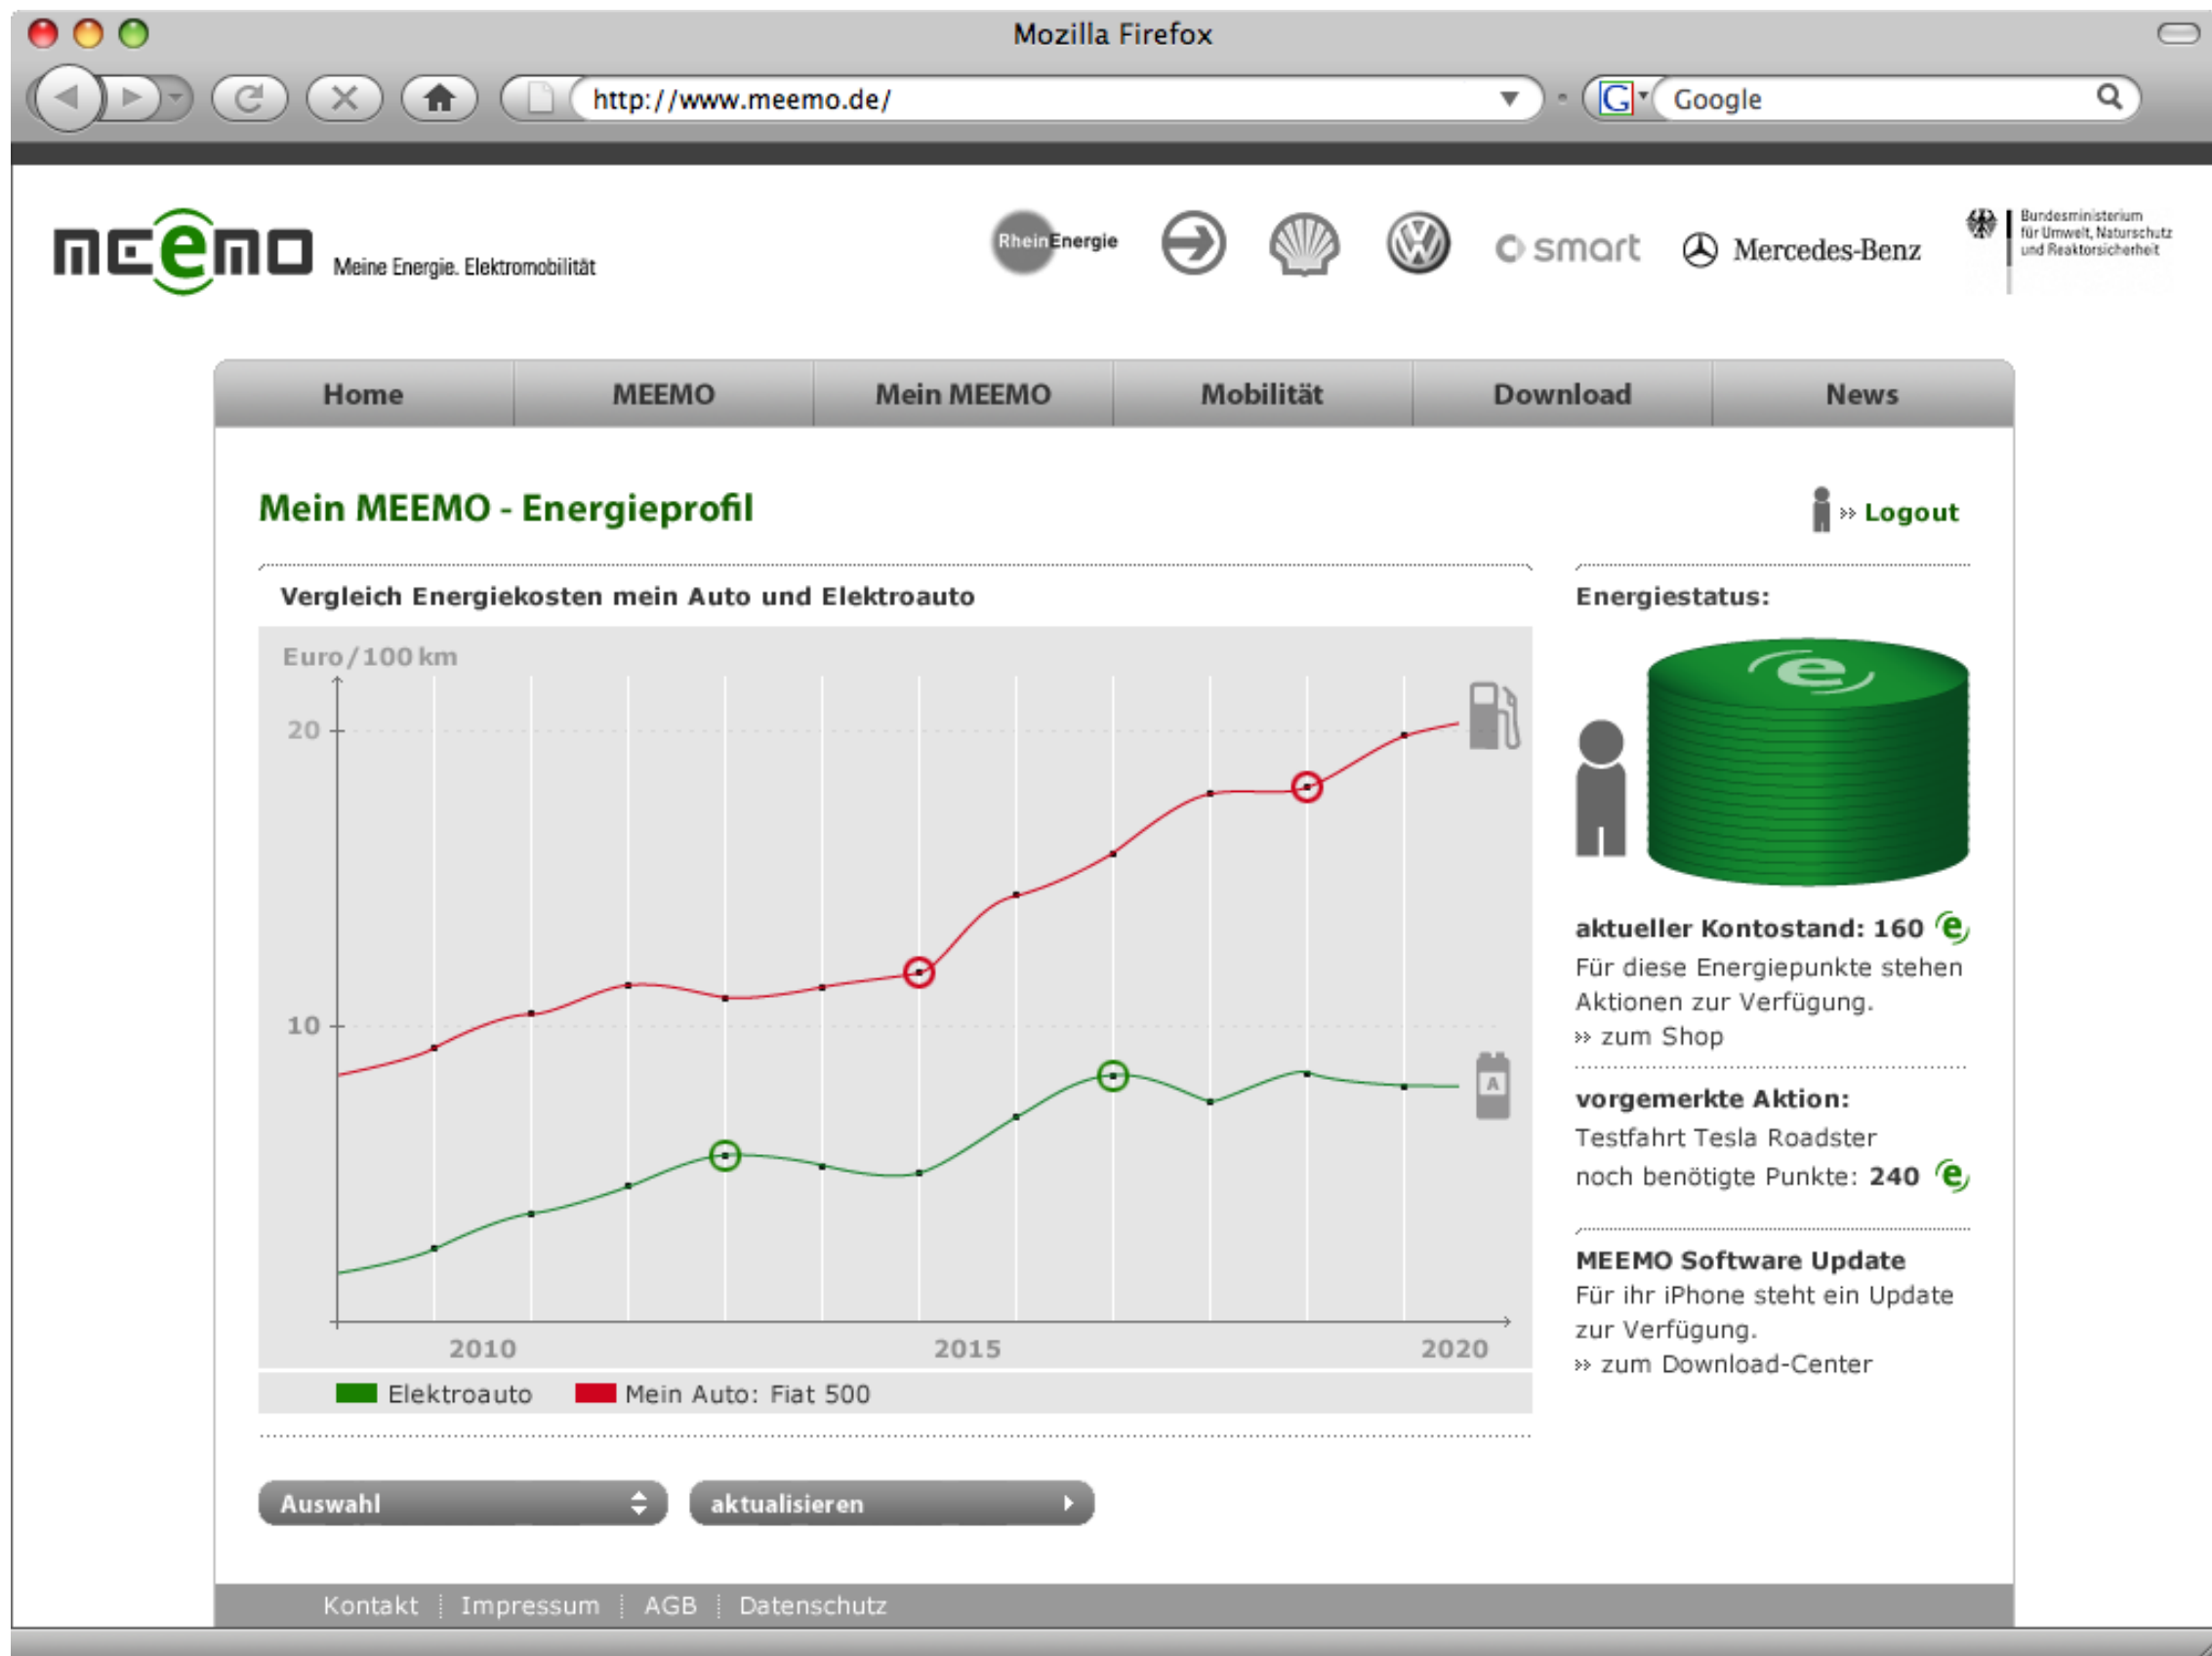 Mozilla Firefox
http://www.meemo.de/
G
Google
meemo
Meine Energie. Elektromobilität
RheinEnergie
smart
Mercedes-Benz
Bundesministerium
für Umwelt, Naturschutz
und Reaktorsicherheit
Home
MEEMO
Mein MEEMO
Mobilität
Download
News
Mein MEEMO - Energieprofil
»» Logout
Vergleich Energiekosten mein Auto und Elektroauto
Euro/100 km
20
10
A
2010
2015
2020
Elektroauto
Mein Auto: Fiat 500
Energiestatus:
e
aktueller Kontostand: 160 e
Für diese Energiepunkte stehen
Aktionen zur Verfügung.
»» zum Shop
vorgemerkte Aktion:
Testfahrt Tesla Roadster
noch benötigte Punkte: 240 e
MEEMO Software Update
Für ihr iPhone steht ein Update
zur Verfügung.
»» zum Download-Center
Auswahl
aktualisieren
Kontakt
Impressum
AGB
Datenschutz